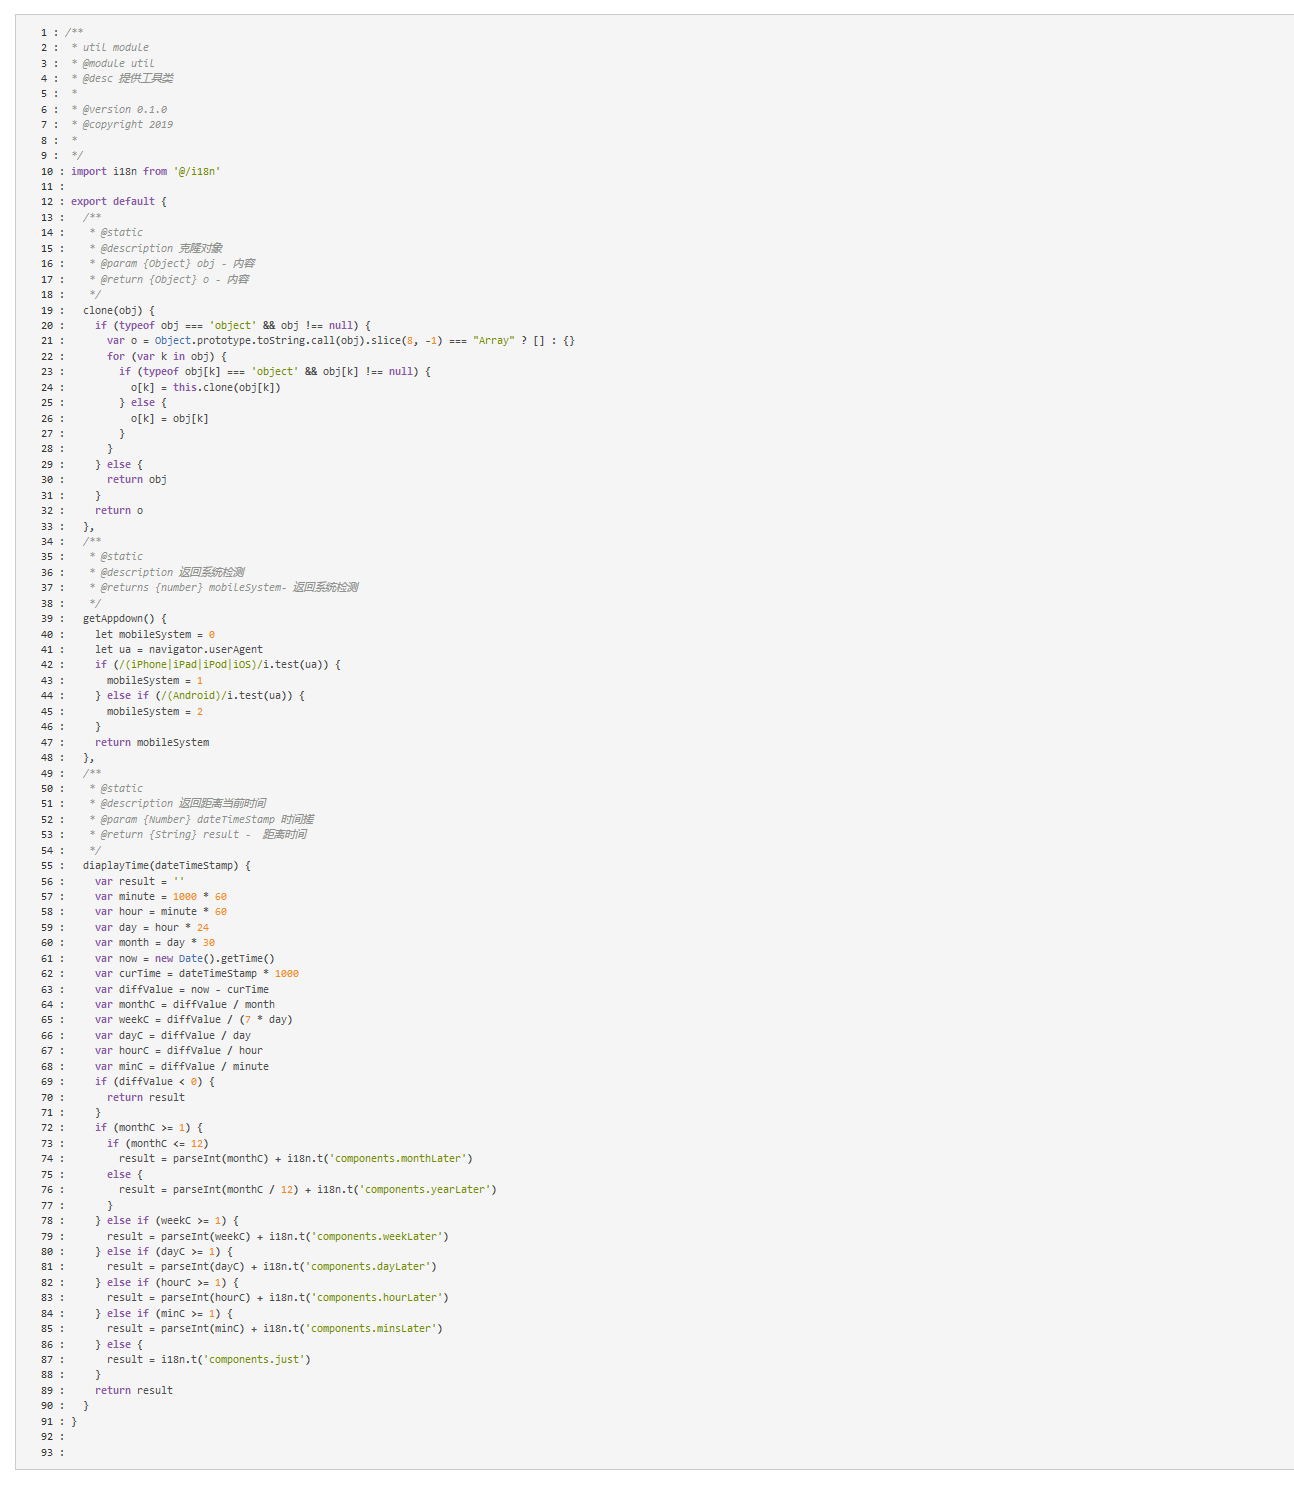 1 : /**
2 :  * util module
3 :  * @module util
4 :  * @desc 提供工具类
5 :  *
6 :  * @version 0.1.0
7 :  * @copyright 2019
8 :  *
9 :  */
10 : import i18n from '@/i18n'
11 :
12 : export default {
13 :   /**
14 :    * @static
15 :    * @description 克隆对象
16 :    * @param {Object} obj - 内容
17 :    * @return {Object} o - 内容
18 :    */
19 :   clone(obj) {
20 :     if (typeof obj === 'object' && obj !== null) {
21 :       var o = Object.prototype.toString.call(obj).slice(8, -1) === "Array" ? [] : {}
22 :       for (var k in obj) {
23 :         if (typeof obj[k] === 'object' && obj[k] !== null) {
24 :           o[k] = this.clone(obj[k])
25 :         } else {
26 :           o[k] = obj[k]
27 :         }
28 :       }
29 :     } else {
30 :       return obj
31 :     }
32 :     return o
33 :   },
34 :   /**
35 :    * @static
36 :    * @description 返回系统检测
37 :    * @returns {number} mobileSystem- 返回系统检测
38 :    */
39 :   getAppdown() {
40 :     let mobileSystem = 0
41 :     let ua = navigator.userAgent
42 :     if (/(iPhone|iPad|iPod|iOS)/i.test(ua)) {
43 :       mobileSystem = 1
44 :     } else if (/(Android)/i.test(ua)) {
45 :       mobileSystem = 2
46 :     }
47 :     return mobileSystem
48 :   },
49 :   /**
50 :    * @static
51 :    * @description 返回距离当前时间
52 :    * @param {Number} dateTimeStamp 时间搓
53 :    * @return {String} result -  距离时间
54 :    */
55 :   diaplayTime(dateTimeStamp) {
56 :     var result = ''
57 :     var minute = 1000 * 60
58 :     var hour = minute * 60
59 :     var day = hour * 24
60 :     var month = day * 30
61 :     var now = new Date().getTime()
62 :     var curTime = dateTimeStamp * 1000
63 :     var diffValue = now - curTime
64 :     var monthC = diffValue / month
65 :     var weekC = diffValue / (7 * day)
66 :     var dayC = diffValue / day
67 :     var hourC = diffValue / hour
68 :     var minC = diffValue / minute
69 :     if (diffValue < 0) {
70 :       return result
71 :     }
72 :     if (monthC >= 1) {
73 :       if (monthC <= 12)
74 :         result = parseInt(monthC) + i18n.t('components.monthLater')
75 :       else {
76 :         result = parseInt(monthC / 12) + i18n.t('components.yearLater')
77 :       }
78 :     } else if (weekC >= 1) {
79 :       result = parseInt(weekC) + i18n.t('components.weekLater')
80 :     } else if (dayC >= 1) {
81 :       result = parseInt(dayC) + i18n.t('components.dayLater')
82 :     } else if (hourC >= 1) {
83 :       result = parseInt(hourC) + i18n.t('components.hourLater')
84 :     } else if (minC >= 1) {
85 :       result = parseInt(minC) + i18n.t('components.minsLater')
86 :     } else {
87 :       result = i18n.t('components.just')
88 :     }
89 :     return result
90 :   }
91 : }
92 :
93 :